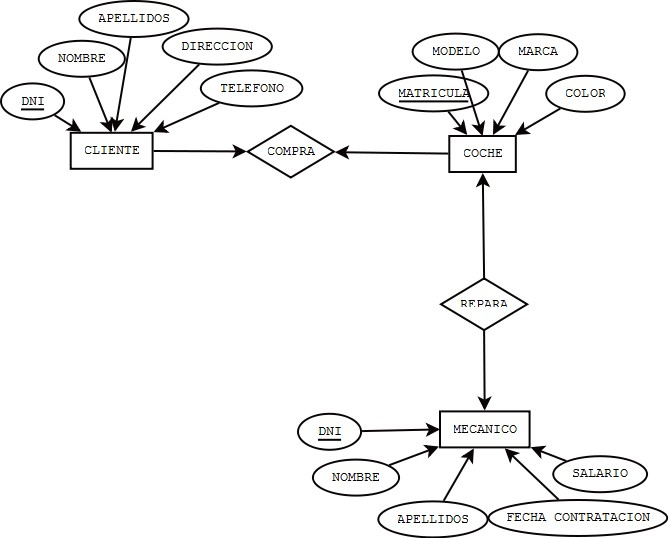 APELLIDOS
DIRECCION
NOMBRE
TELEFONO
DNI
CLIENTE
COMPRA
MODELO
MARCA
MATRICULA
COLOR
COCHE
REPARA
DNI
MECANICO
NOMBRE
SALARIO
APELLIDOS
FECHA CONTRATACION